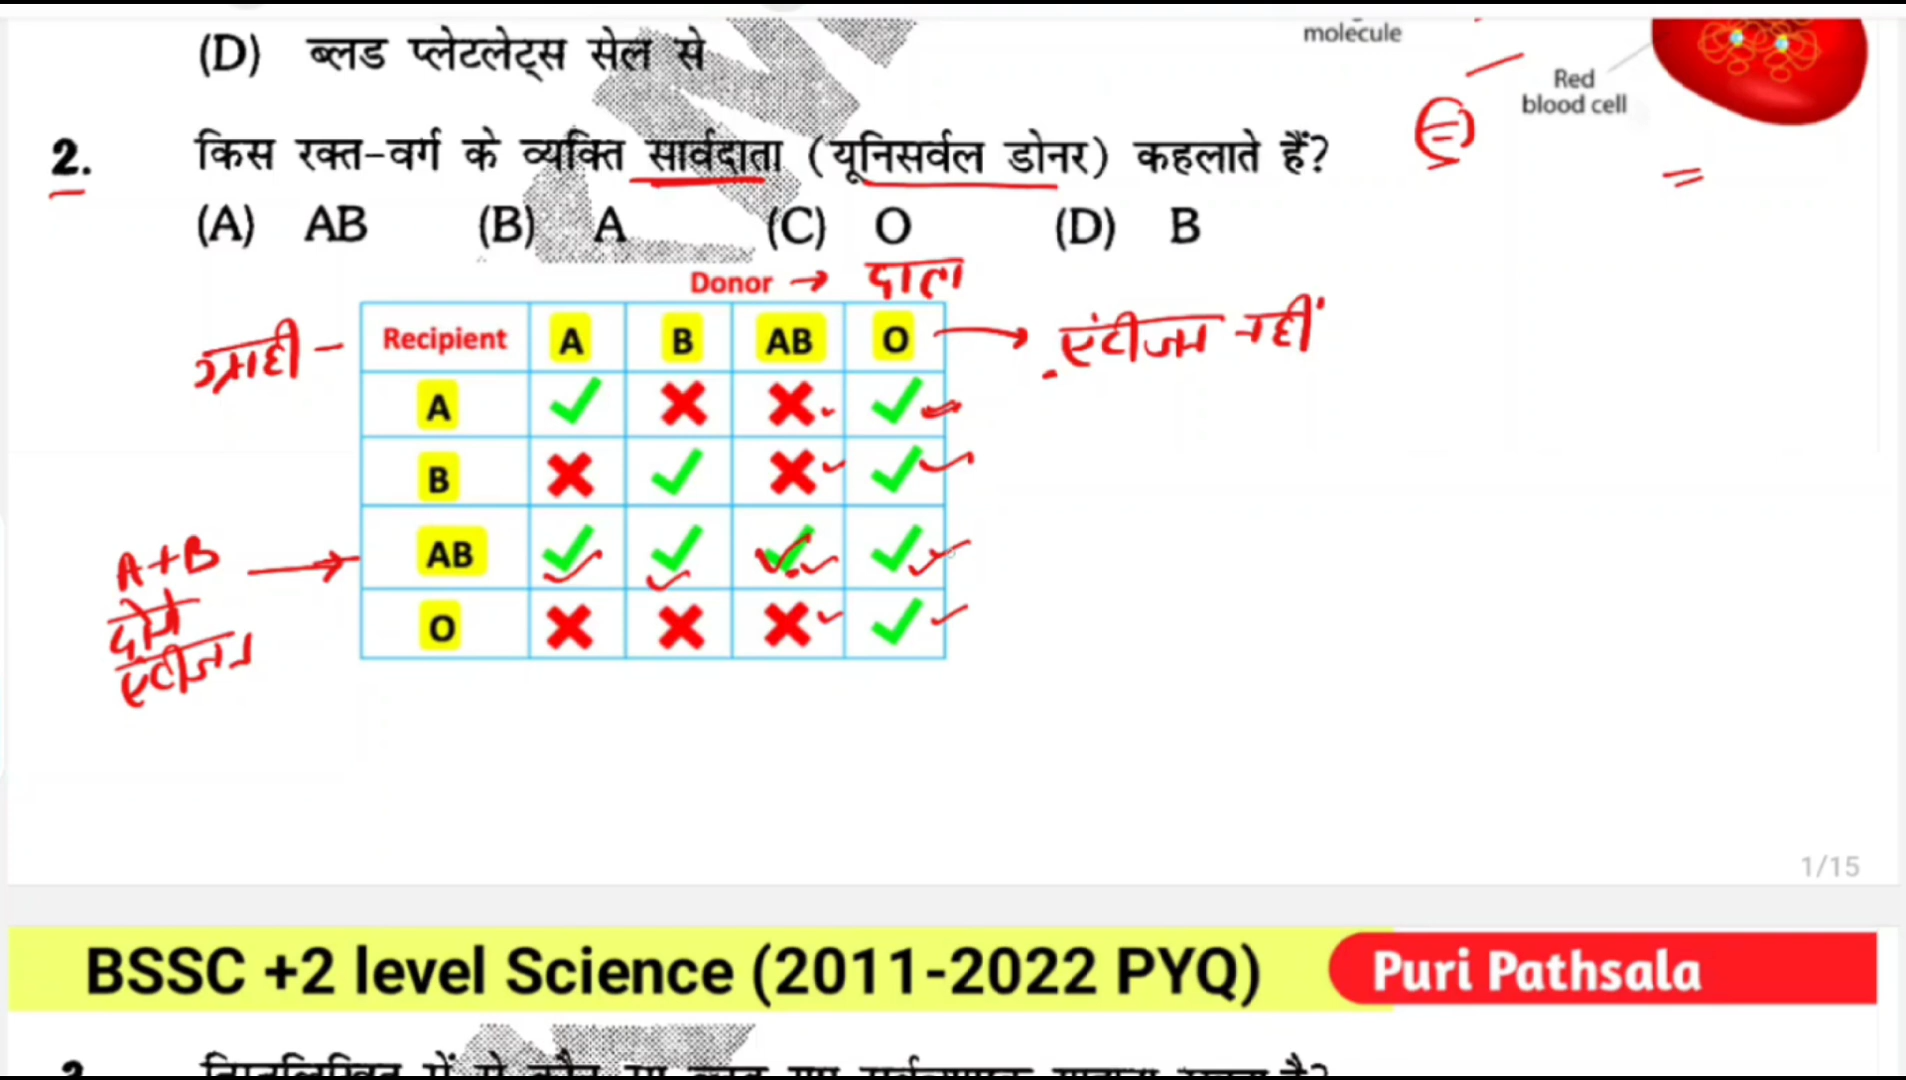 molecule
(D) ब्लड प्लेटलेट्स सेल से
Red
blood cell
2. किस रक्त-वर्ग के व्यक्ति सार्वदाता (यूनिसर्वल डोनर) कहलाते हैं?
(A) AB (B) A (C) O (D) B
Donor → दाता
ग्राही – Recipient A B AB O → एंटीजन नहीं
A
B
AB
A+B
दोनों
एंटीजन
O
1/15
BSSC +2 level Science (2011-2022 PYQ) Puri Pathsala